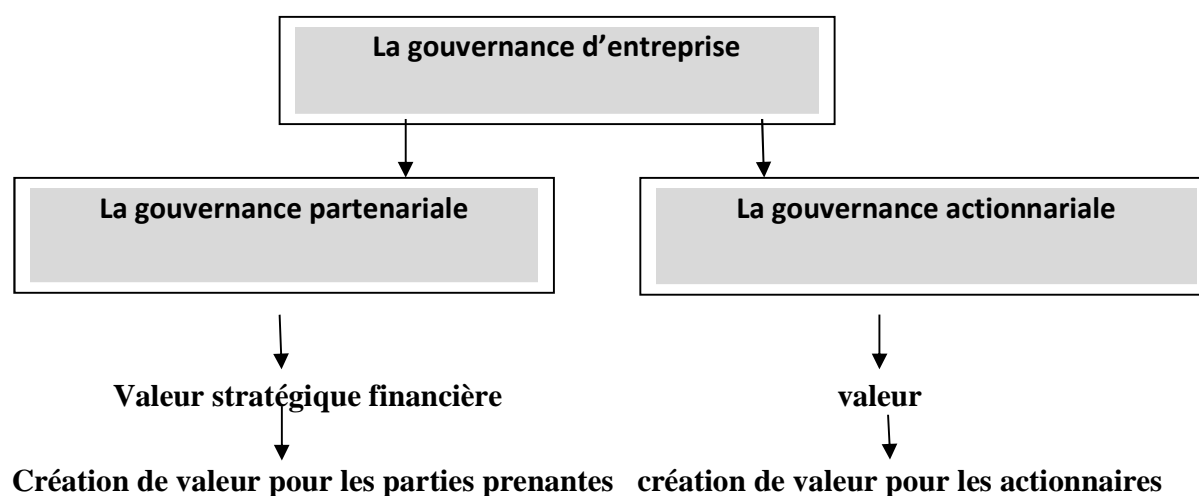 La gouvernance d’entreprise
La gouvernance partenariale
La gouvernance actionnariale
Valeur stratégique financière
valeur
Création de valeur pour les parties prenantes
création de valeur pour les actionnaires